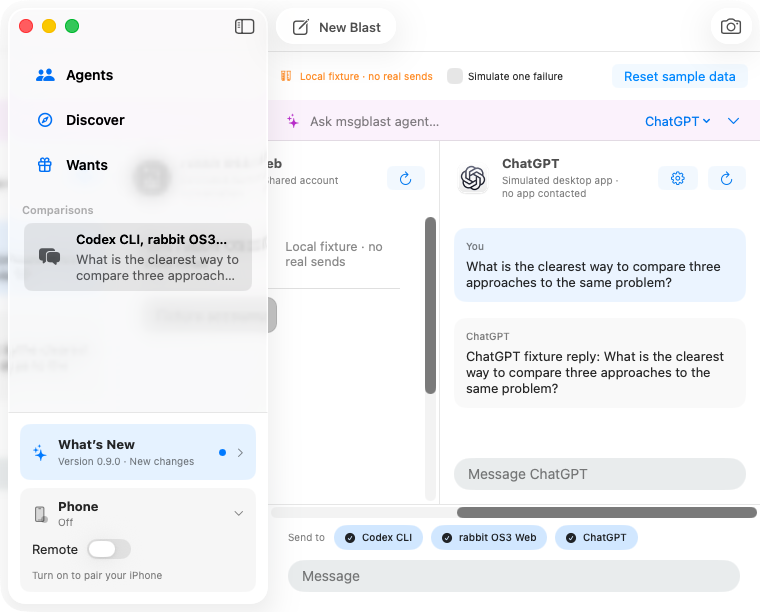 New Blast
Agents
Discover
Wants
Comparisons
Codex CLI, rabbit OS3...
What is the clearest way to
compare three approach...
What's New
Version 0.9.0 · New changes
Phone
Off
Remote
Turn on to pair your iPhone
Local fixture · no real sends
Simulate one failure
Reset sample data
Ask msgblast agent...
ChatGPT
eb
hared account
Local fixture · no
real sends
ChatGPT
Simulated desktop app ·
no app contacted
You
What is the clearest way to compare three
approaches to the same problem?
ChatGPT
ChatGPT fixture reply: What is the clearest
way to compare three approaches to the
same problem?
Message ChatGPT
Send to
Codex CLI
rabbit OS3 Web
ChatGPT
Message